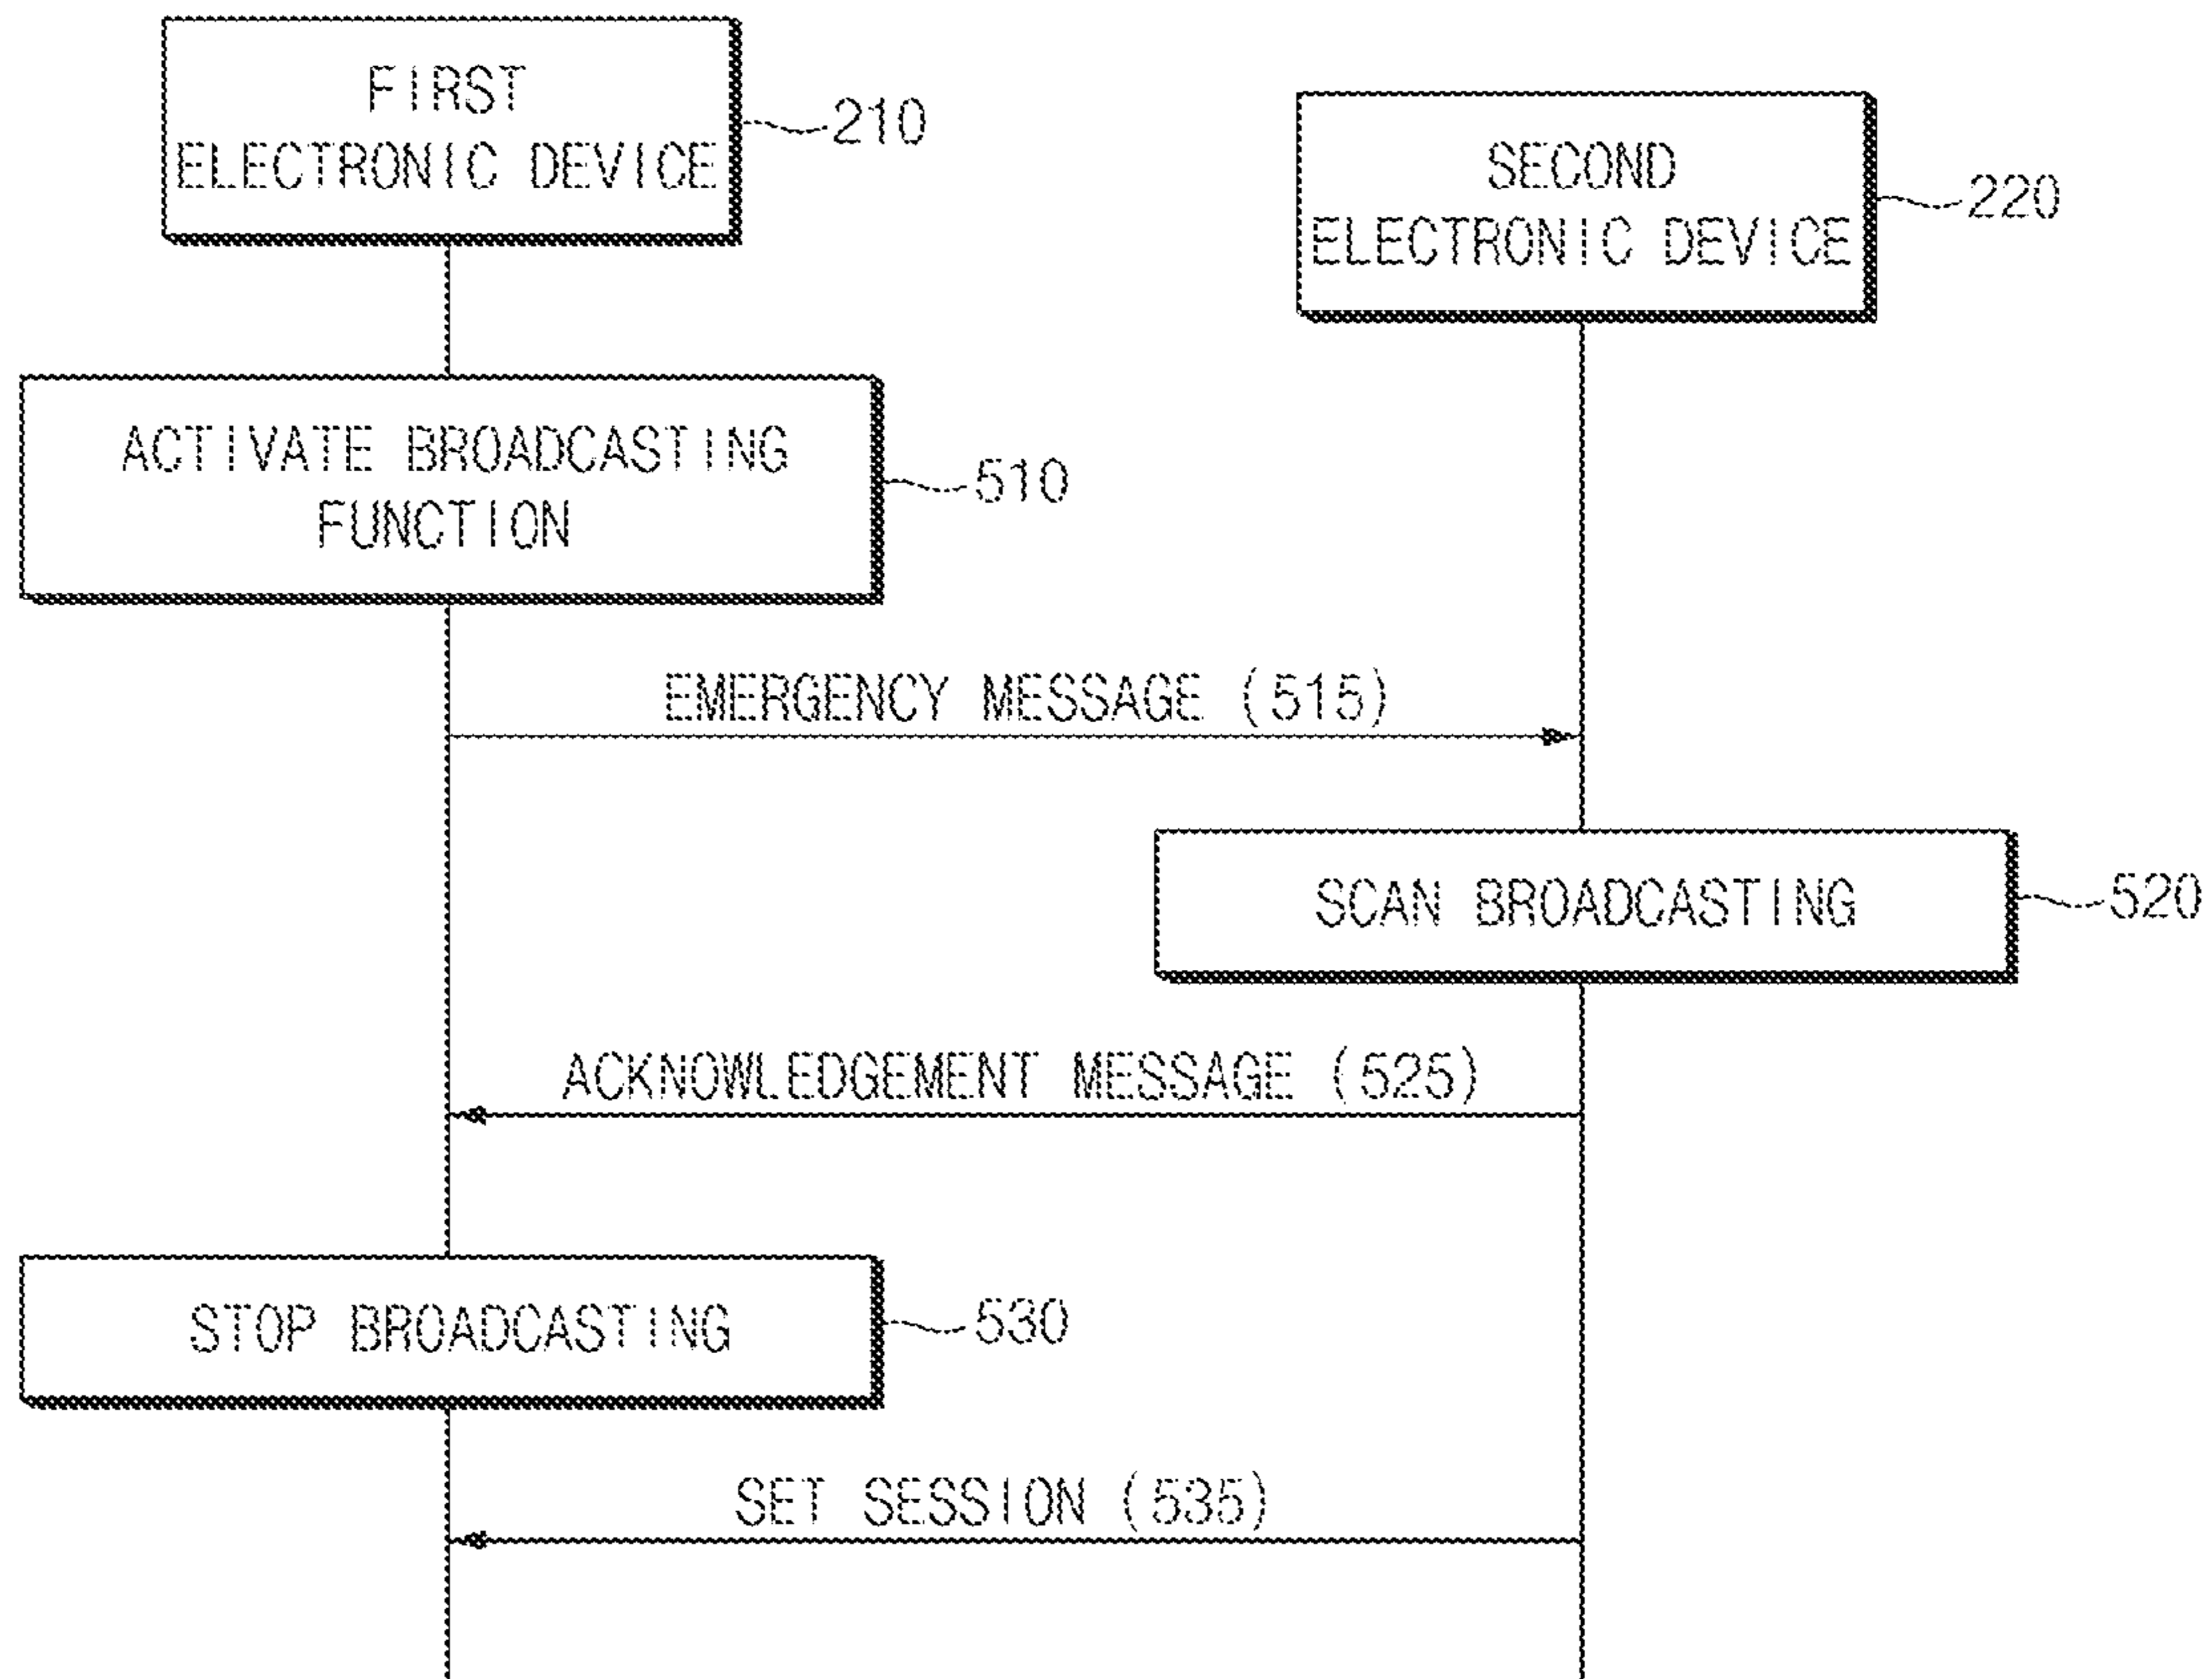 FIRST
ELECTRONIC DEVICE
210
SECOND
ELECTRONIC DEVICE
220
ACTIVATE BROADCASTING
FUNCTION
510
EMERGENCY MESSAGE (515)
SCAN BROADCASTING
520
ACKNOWLEDGEMENT MESSAGE (525)
STOP BROADCASTING
530
SET SESSION (535)